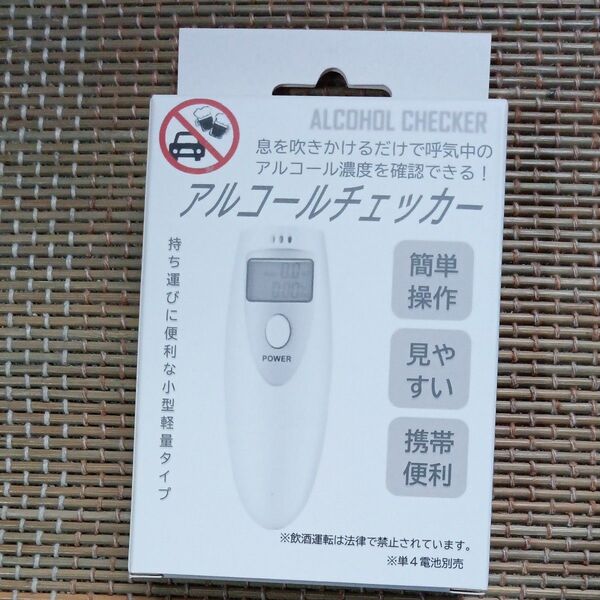 ALCOHOL CHECKER
息を吹きかけるだけで呼気中の
アルコール濃度を確認できる！
アルコールチェッカー
持ち運びに便利な小型軽量タイプ
0.0
0.00
POWER
簡単
操作
見や
すい
携帯
便利
※飲酒運転は法律で禁止されています。
※単4電池別売